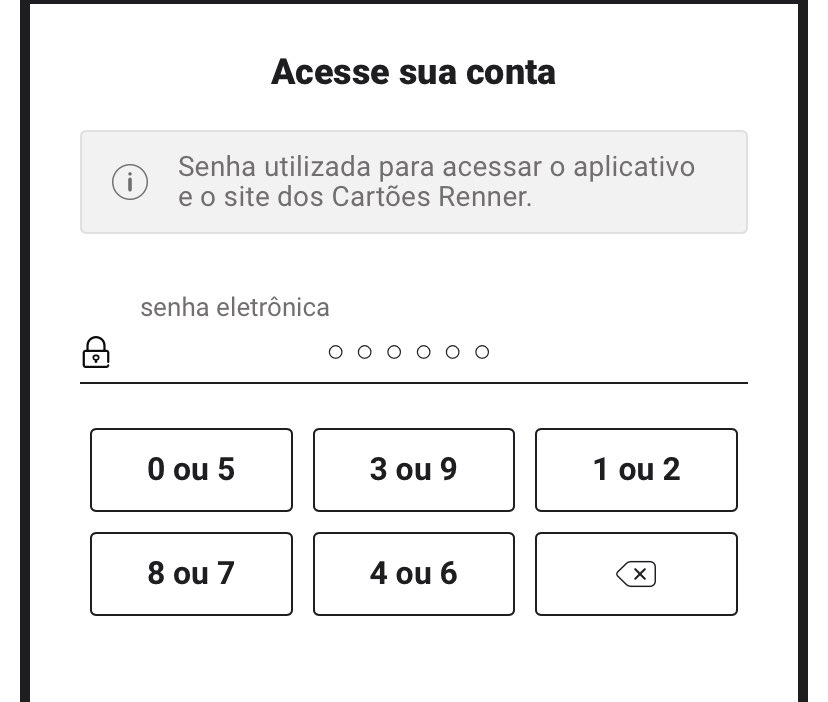 Acesse sua conta
Senha utilizada para acessar o aplicativo
e o site dos Cartões Renner.
senha eletrônica
0 ou 5
3 ou 9
1 ou 2
8 ou 7
4 ou 6